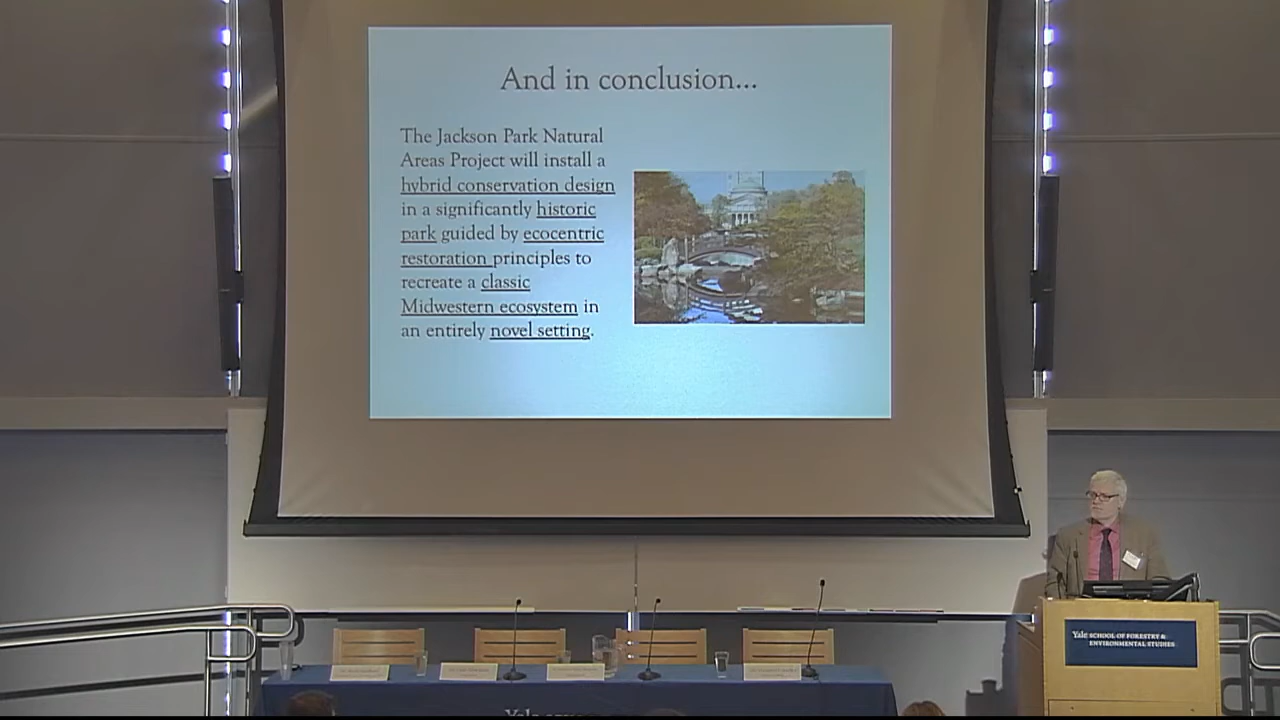 And in conclusion...
The Jackson Park Natural
Areas Project will install a
hybrid conservation design
in a significantly historic
park guided by ecocentric
restoration principles to
recreate a classic
Midwestern ecosystem in
an entirely novel setting.
Yale SCHOOL OF FORESTRY &
ENVIRONMENTAL STUDIES
Yale